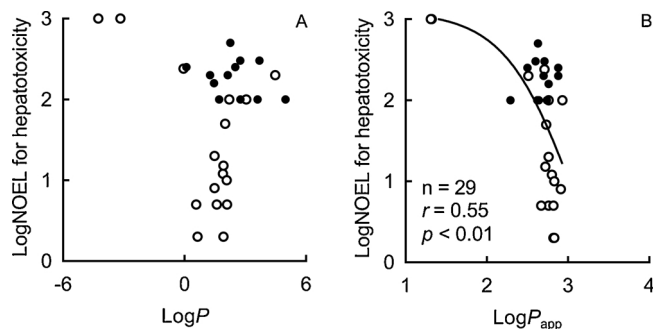 A
B
LogNOEL for hepatotoxicity
3
2
1
0
-6
0
6
LogP
LogNOEL for hepatotoxicity
3
2
1
0
n = 29
r = 0.55
p < 0.01
1
2
3
4
LogPapp